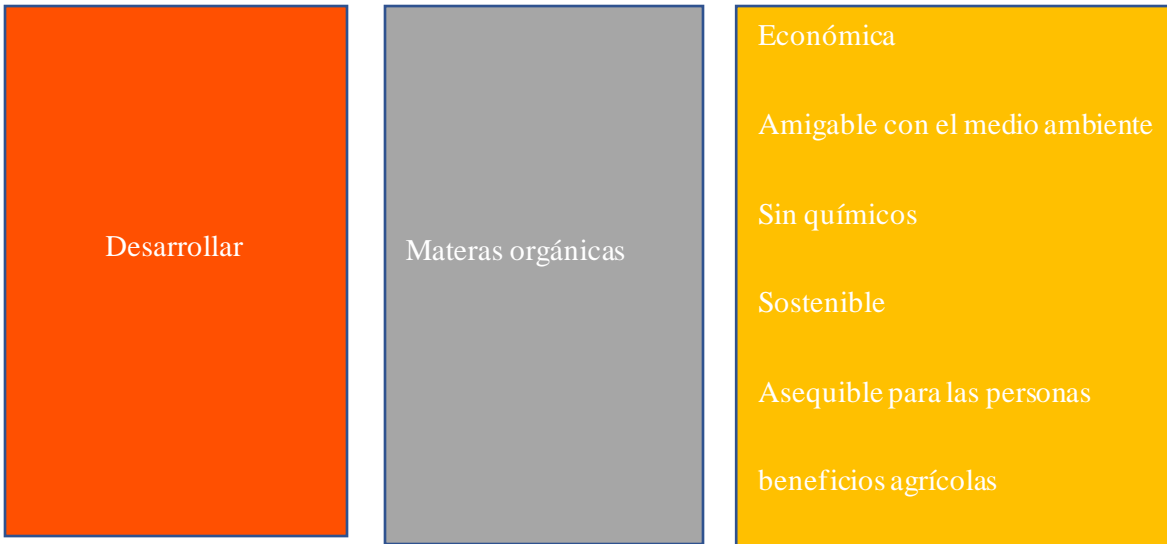 Desarrollar
Materas orgánicas
Económica
Amigable con el medio ambiente
Sin químicos
Sostenible
Asequible para las personas
beneficios agrícolas